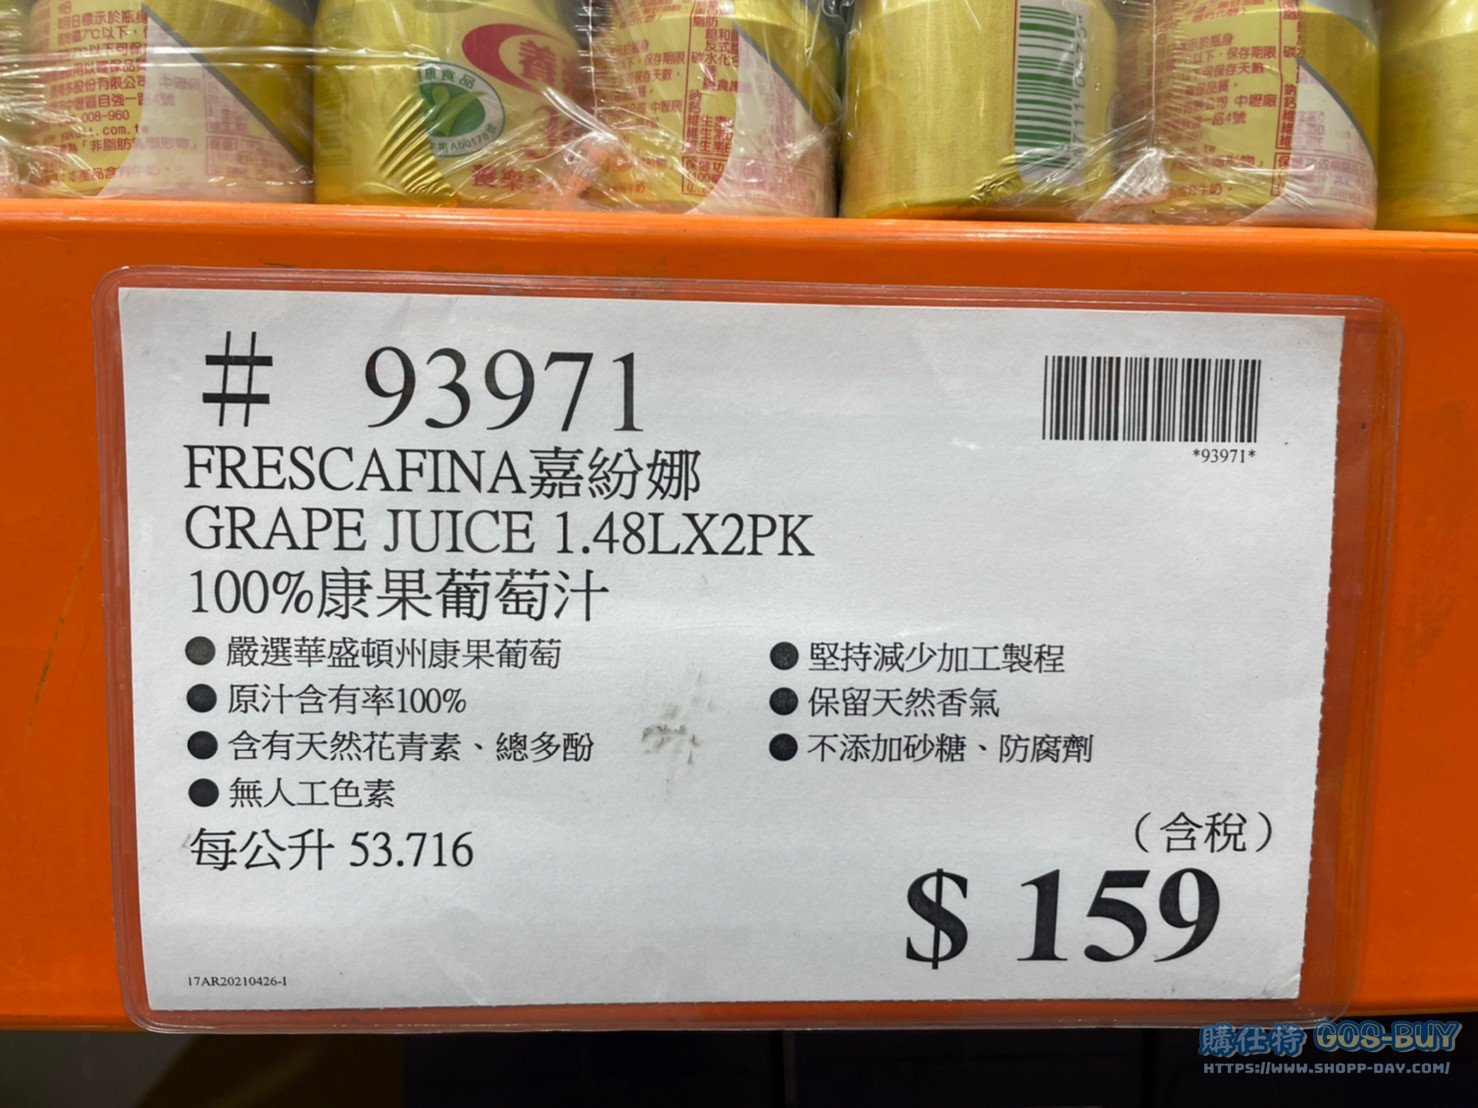 康食品
養
# 93971
*93971*
FRESCAFINA嘉紛娜
GRAPE JUICE 1.48LX2PK
100%康果葡萄汁
● 嚴選華盛頓州康果葡萄
● 原汁含有率100%
● 含有天然花青素、總多酚
● 無人工色素
● 堅持減少加工製程
● 保留天然香氣
● 不添加砂糖、防腐劑
每公升 53.716
（含稅）
$ 159
17AR20210426-I
購仕特 GOS-BUY
HTTPS://WWW.SHOPP-DAY.COM/